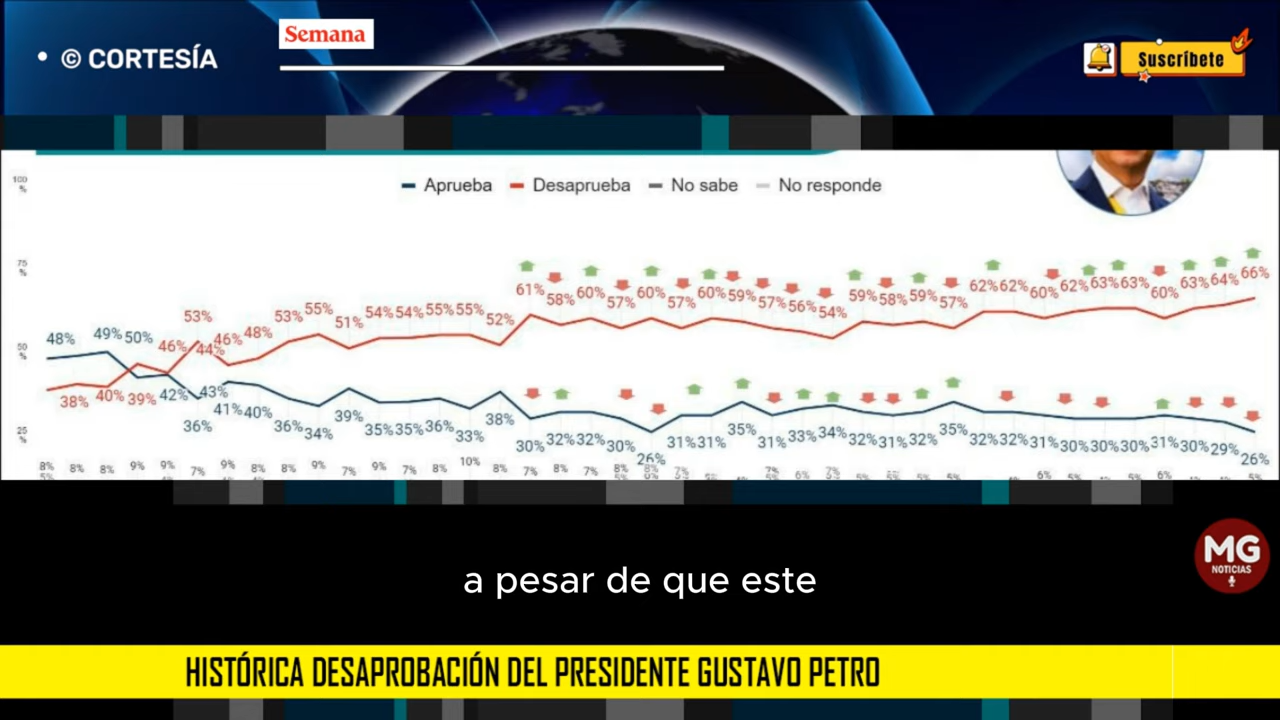 • © CORTESÍA
Semana
Suscríbete
Aprueba Desaprueba No sabe No responde
100 %
75 %
50 %
25 %
61% 58% 60% 57% 60% 57% 60% 59% 57% 56% 54% 59% 58% 59% 57% 62% 62% 60% 62% 63% 63% 60% 63% 64% 66%
53% 46% 48% 53% 55% 51% 54% 54% 55% 55% 52%
48% 49% 50% 46% 44%
38% 40% 39% 42% 43%
36% 41% 40% 36% 34% 39% 35% 35% 36% 33% 38% 30% 32% 32% 30% 26% 31% 31% 35% 31% 33% 34% 32% 31% 32% 35% 32% 32% 31% 30% 30% 30% 31% 30% 29% 26%
8% 8% 8% 9% 9% 7% 9% 8% 8% 9% 7% 9% 7% 8% 10% 8% 7% 8% 7% 8% 8% 7% 7% 6% 6% 5%
MG
NOTICIAS
a pesar de que este
HISTÓRICA DESAPROBACIÓN DEL PRESIDENTE GUSTAVO PETRO